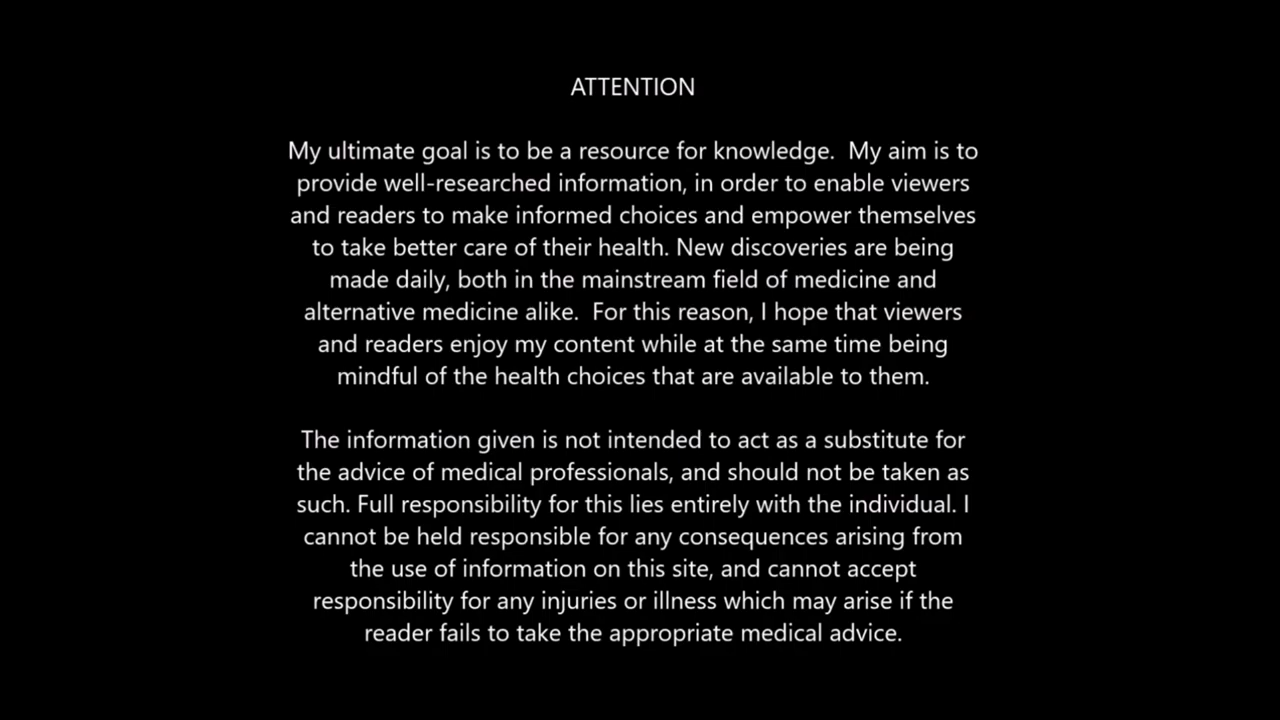 ATTENTION
My ultimate goal is to be a resource for knowledge.  My aim is to
provide well-researched information, in order to enable viewers
and readers to make informed choices and empower themselves
to take better care of their health. New discoveries are being
made daily, both in the mainstream field of medicine and
alternative medicine alike.  For this reason, I hope that viewers
and readers enjoy my content while at the same time being
mindful of the health choices that are available to them.
The information given is not intended to act as a substitute for
the advice of medical professionals, and should not be taken as
such. Full responsibility for this lies entirely with the individual. I
cannot be held responsible for any consequences arising from
the use of information on this site, and cannot accept
responsibility for any injuries or illness which may arise if the
reader fails to take the appropriate medical advice.